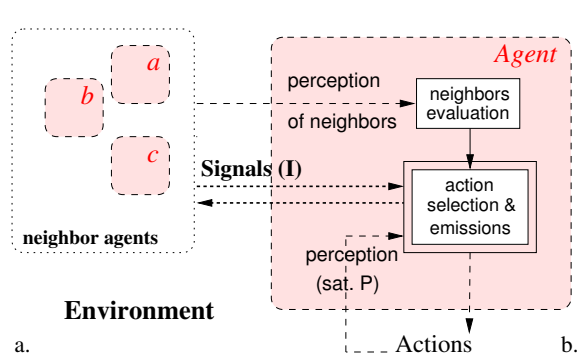 a
b
c
neighbor agents
Environment
a.
Signals (I)
Agent
perception
of neighbors
neighbors
evaluation
action
selection &
emissions
perception
(sat. P)
Actions
b.